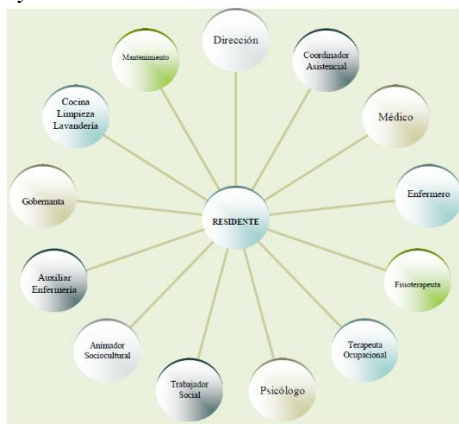 Dirección
Coordinador
Asistencial
Médico
Enfermero
Fisioterapeuta
Terapeuta
Ocupacional
Psicólogo
Trabajador
Social
Animador
Sociocultural
Auxiliar
Enfermería
Gobernanta
Cocina
Limpieza
Lavandería
Mantenimiento
RESIDENTE